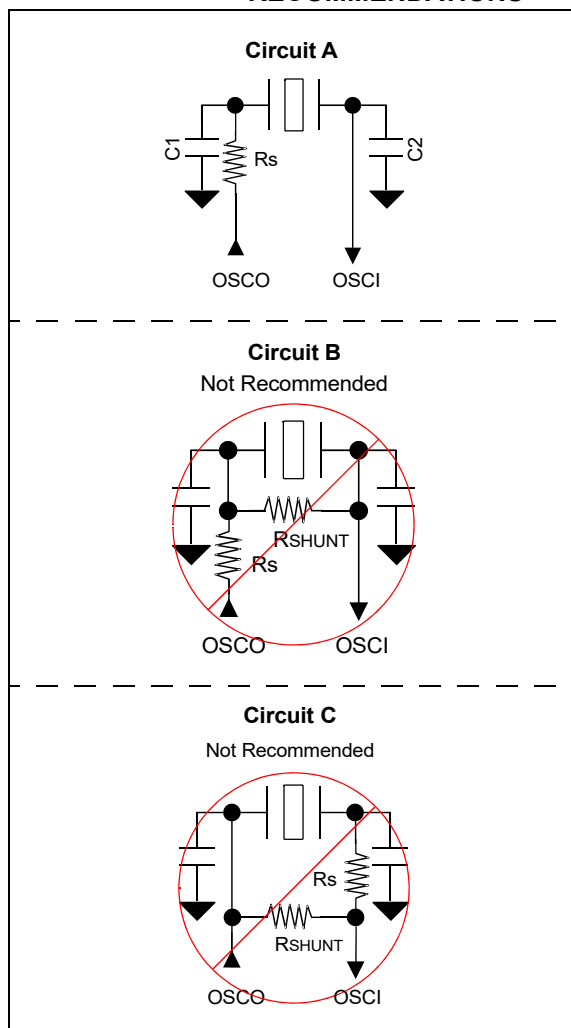 RECOMMENDATIONS
Circuit A
C1
Rs
C2
OSCO OSCI
Circuit B
Not Recommended
RSHUNT
Rs
OSCO OSCI
Circuit C
Not Recommended
Rs
RSHUNT
OSCO OSCI